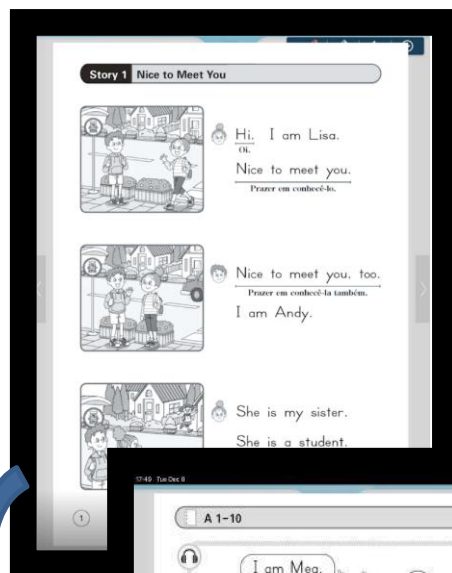 Story 1 Nice to Meet You
Hi. I am Lisa.
Oi.
Nice to meet you.
Prazer em conhecê-lo.
Nice to meet you, too.
Prazer em conhecê-la também.
I am Andy.
She is my sister.
She is a student.
1
17:49 Tue Dec 8
A 1-10
I am Meg.